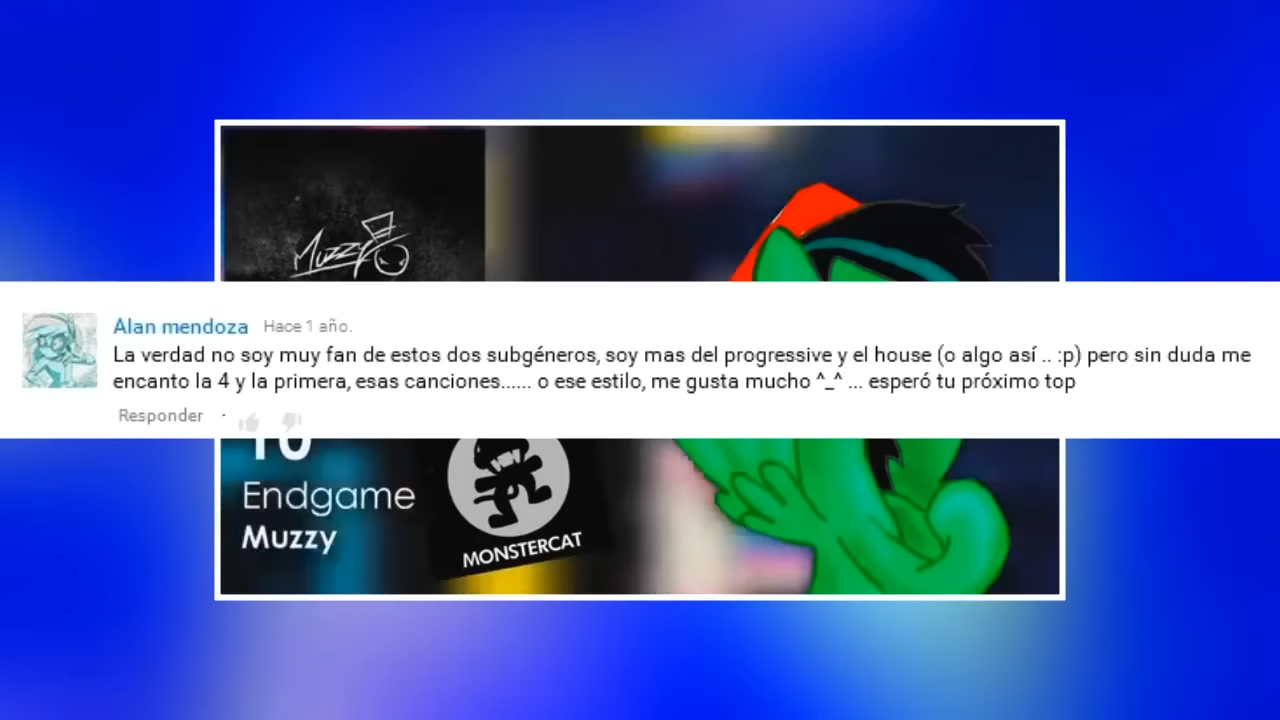 Muzzy
Alan mendoza Hace 1 año.
La verdad no soy muy fan de estos dos subgéneros, soy mas del progressive y el house (o algo así .. :p) pero sin duda me
encanto la 4 y la primera, esas canciones...... o ese estilo, me gusta mucho ^_^ ... esperó tu próximo top
Responder ·
10
Endgame
Muzzy
MONSTERCAT